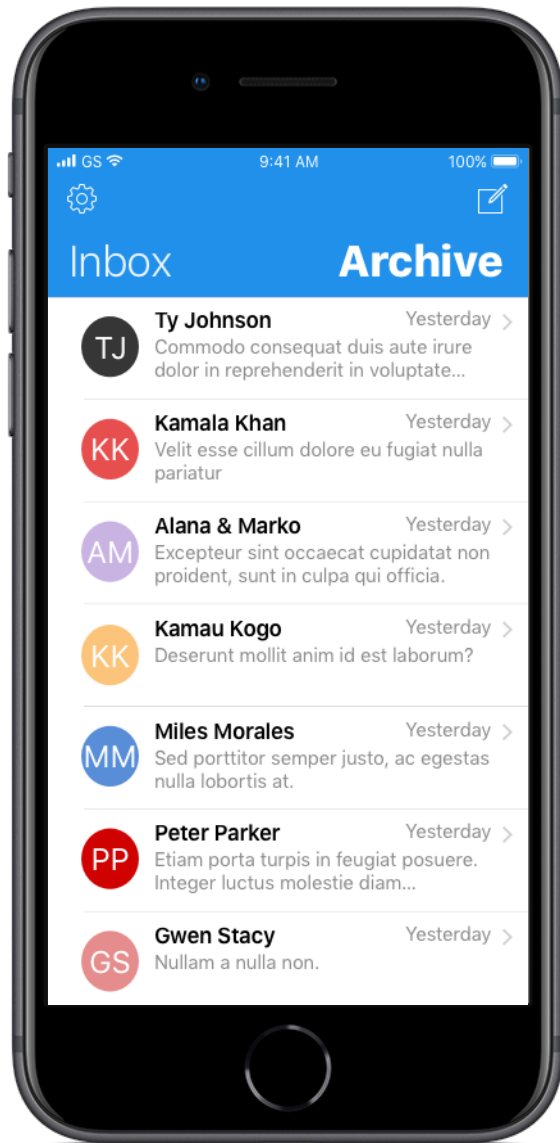 GS 9:41 AM 100%
Inbox Archive
Ty Johnson Yesterday
TJ
Commodo consequat duis aute irure
dolor in reprehenderit in voluptate...
Kamala Khan Yesterday
KK
Velit esse cillum dolore eu fugiat nulla
pariatur
Alana & Marko Yesterday
AM
Excepteur sint occaecat cupidatat non
proident, sunt in culpa qui officia.
Kamau Kogo Yesterday
KK
Deserunt mollit anim id est laborum?
Miles Morales Yesterday
MM
Sed porttitor semper justo, ac egestas
nulla lobortis at.
Peter Parker Yesterday
PP
Etiam porta turpis in feugiat posuere.
Integer luctus molestie diam...
Gwen Stacy Yesterday
GS
Nullam a nulla non.